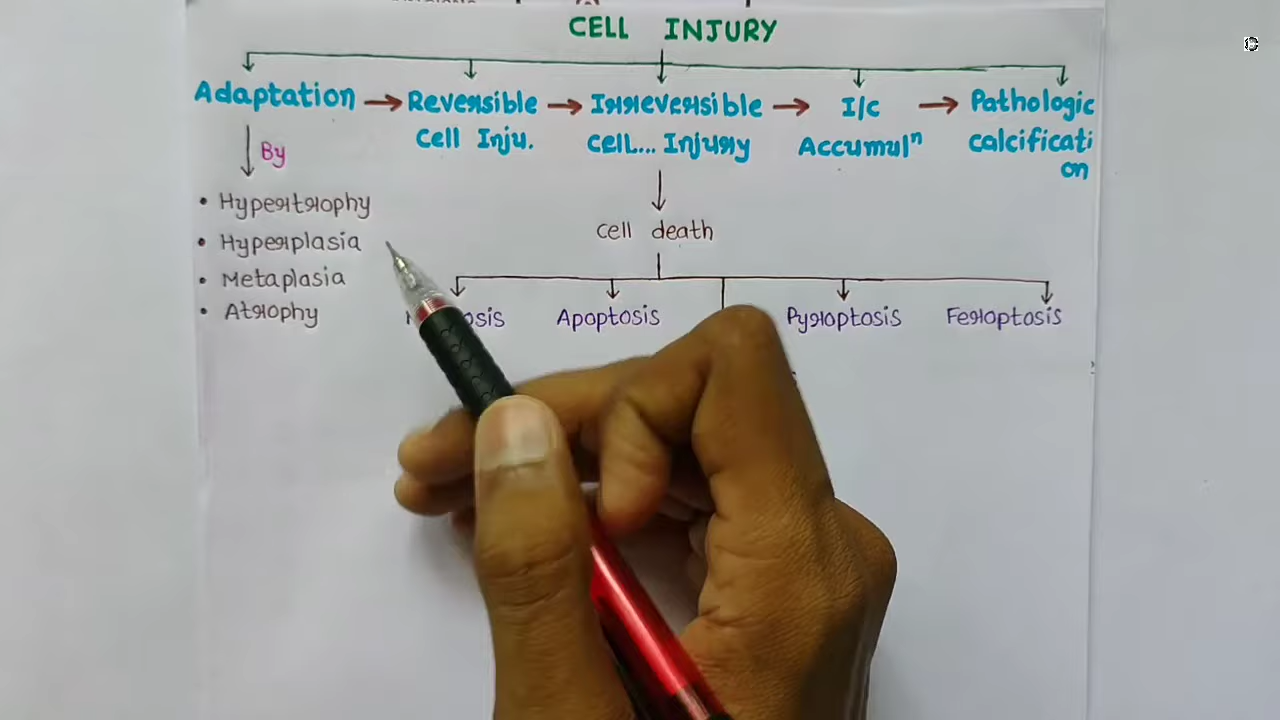 CELL INJURY
Adaptation → Reversible → Irreversible → I/c → Pathologic
Cell Inju. cell... Injury Accumulⁿ calcificati
on
By
• Hypertrophy
cell death
• Hyperplasia
• Metaplasia
• Atrophy
Apoptosis Pyroptosis Feroptosis